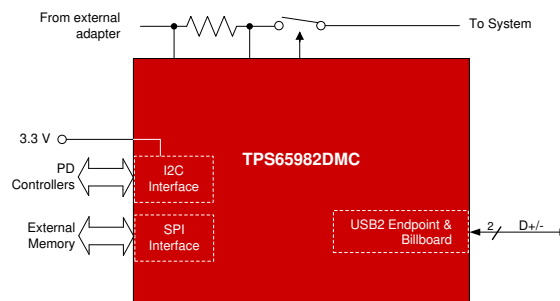 From external
adapter
To System
3.3 V
TPS65982DMC
PD
Controllers
I2C
Interface
External
Memory
SPI
Interface
USB2 Endpoint &
Billboard
2
D+/-